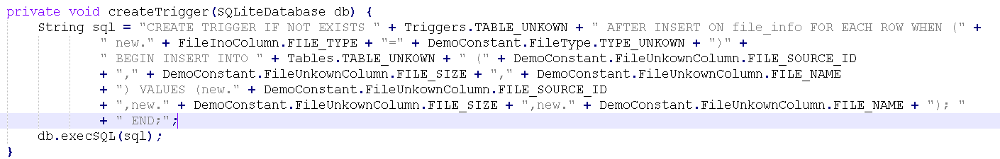 private void createTrigger(SQLiteDatabase db) {
String sql = "CREATE TRIGGER IF NOT EXISTS " + Triggers.TABLE_UNKOWN + " AFTER INSERT ON file_info FOR EACH ROW WHEN (" +
" new." + FileInoColumn.FILE_TYPE + "=" + DemoConstant.FileType.TYPE_UNKOWN + ")" +
" BEGIN INSERT INTO " + Tables.TABLE_UNKOWN + " (" + DemoConstant.FileUnkownColumn.FILE_SOURCE_ID
+ "," + DemoConstant.FileUnkownColumn.FILE_SIZE + "," + DemoConstant.FileUnkownColumn.FILE_NAME
+ ") VALUES (new." + DemoConstant.FileUnkownColumn.FILE_SOURCE_ID
+ ",new." + DemoConstant.FileUnkownColumn.FILE_SIZE + ",new." + DemoConstant.FileUnkownColumn.FILE_NAME + "); "
+ " END;";
db.execSQL(sql);
}